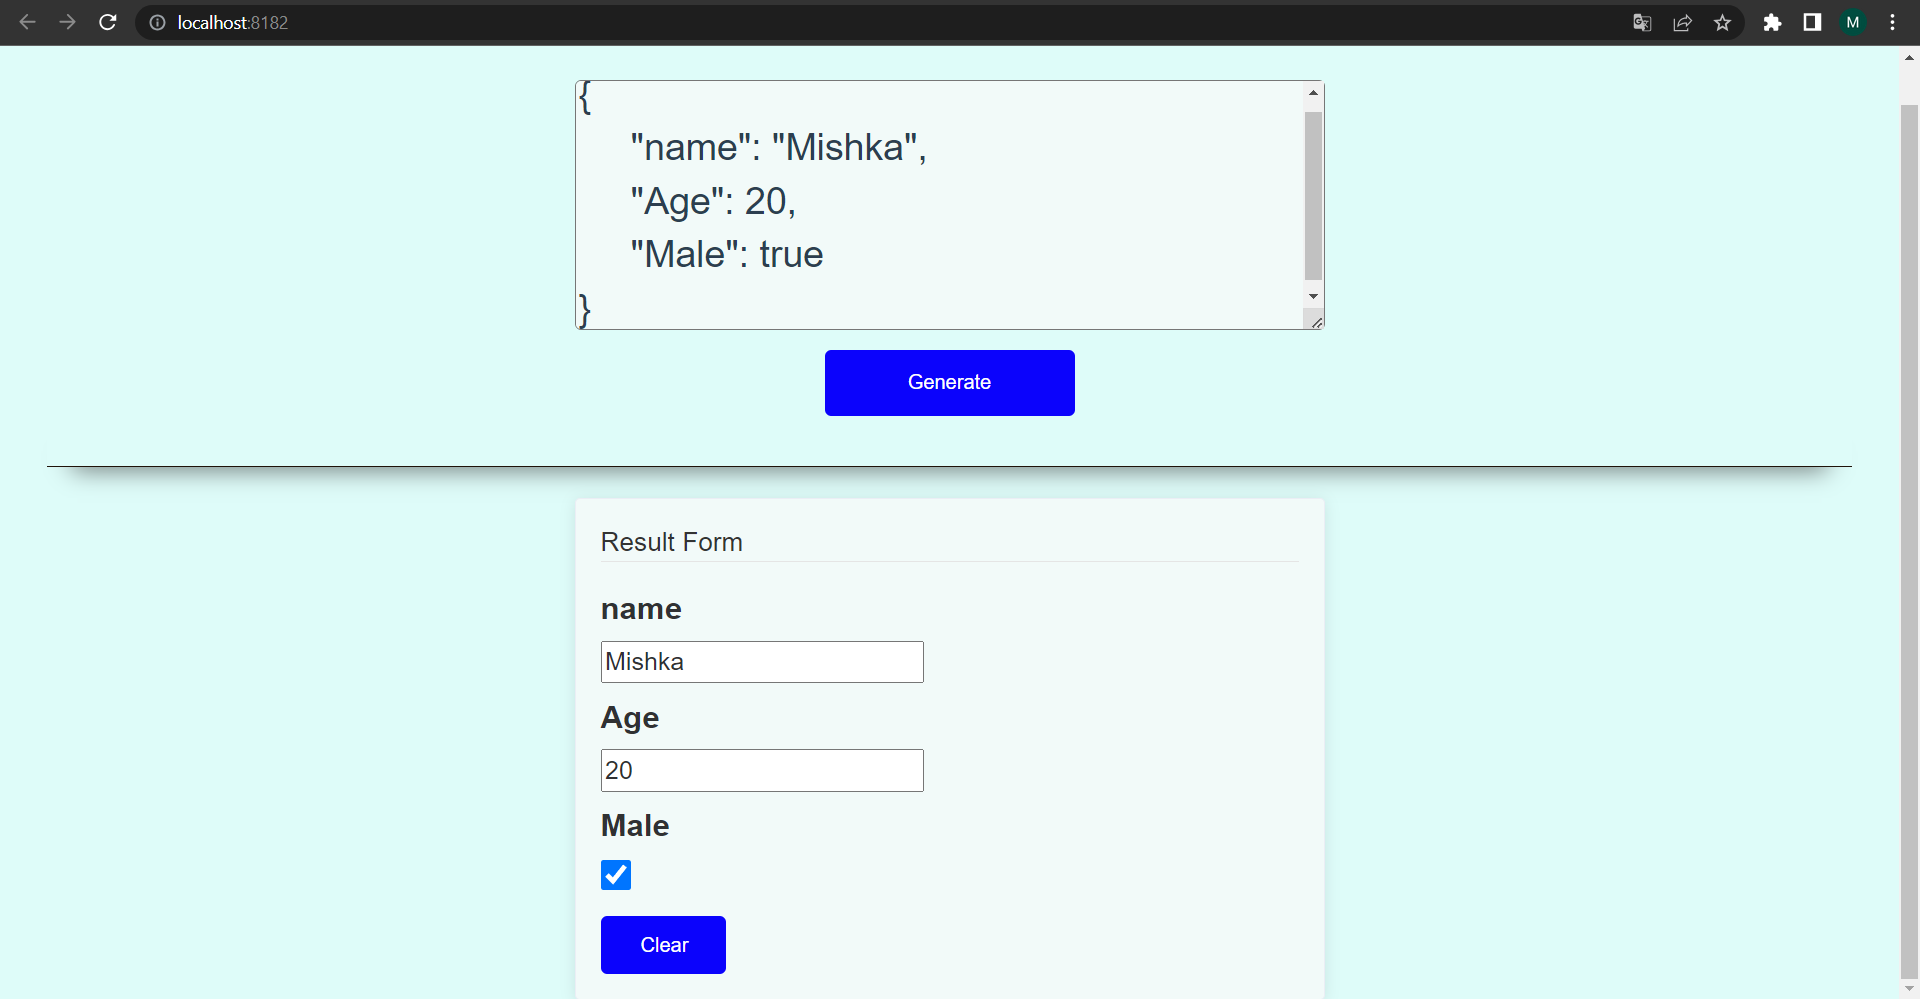 localhost:8182
M
{
"name": "Mishka",
"Age": 20,
"Male": true
}
Generate
Result Form
name
Mishka
Age
20
Male
Clear